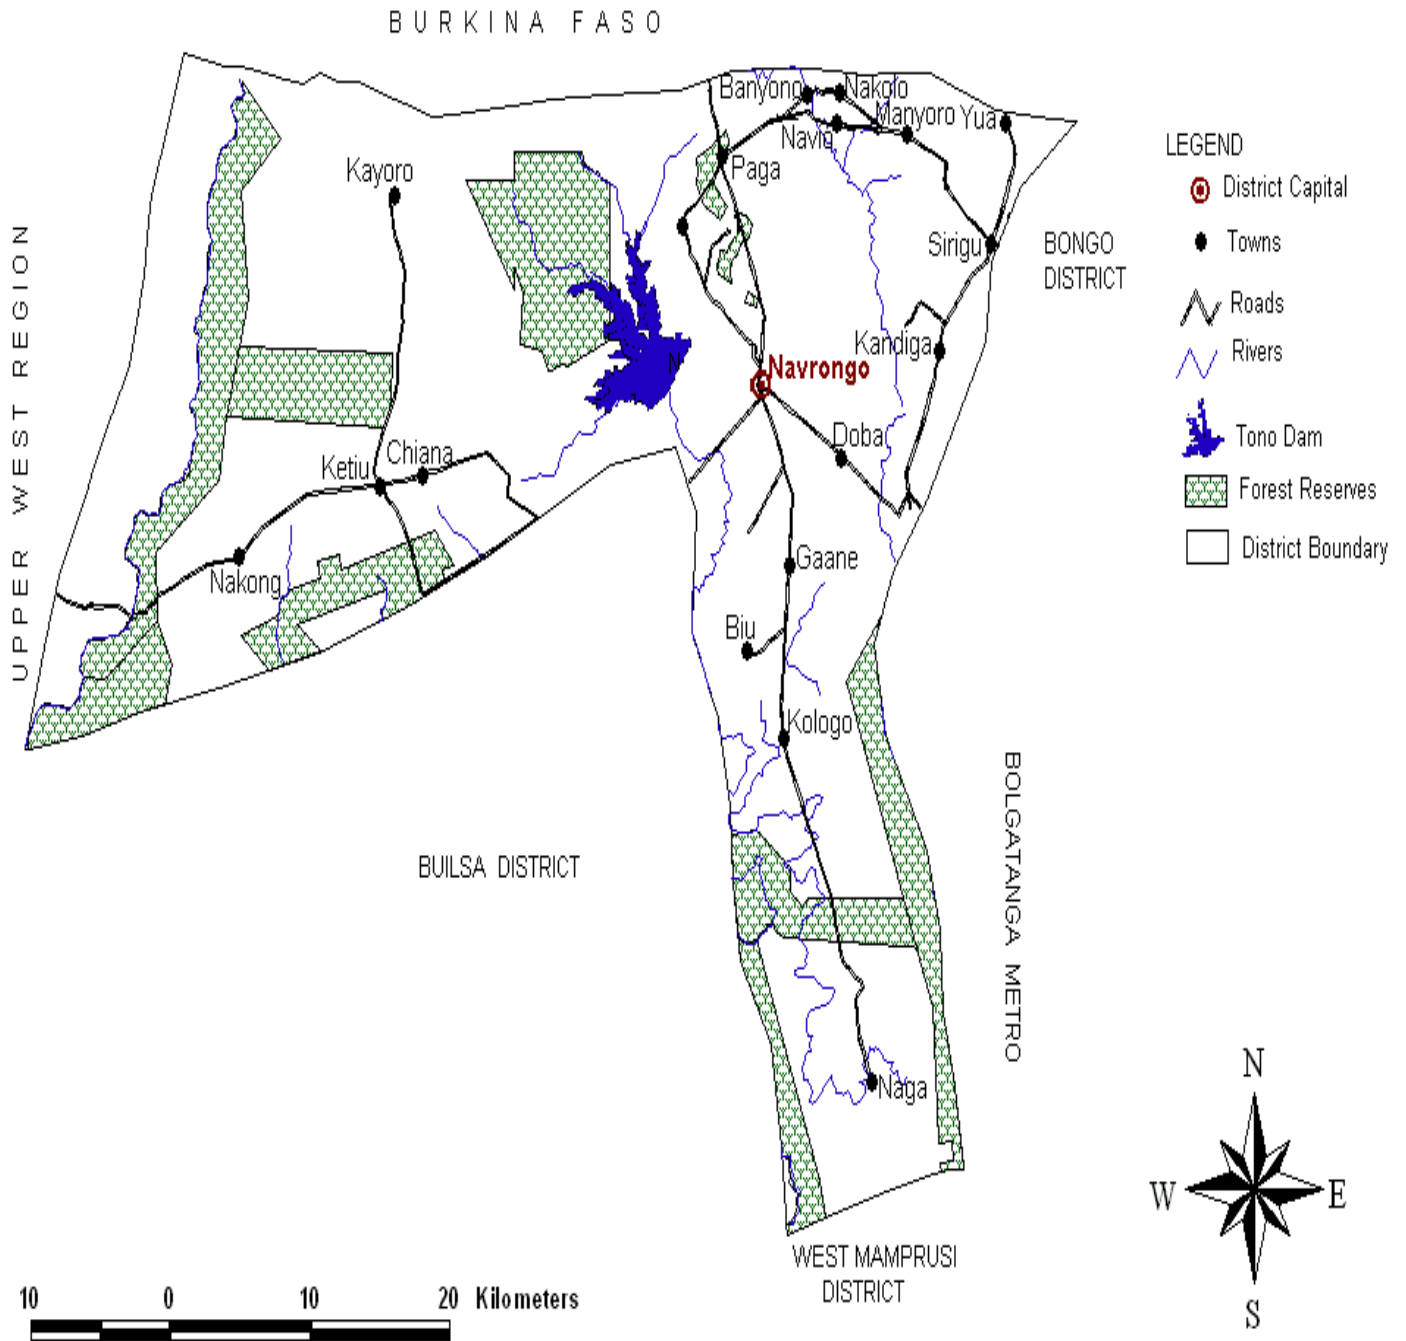 BURKINA FASO
Banyono
Nakolo
Manyoro
Yua
Navio
Paga
Kayoro
LEGEND
District Capital
Towns
Roads
Rivers
Tono Dam
Forest Reserves
District Boundary
UPPER WEST REGION
Sirigu
BONGO
DISTRICT
Kandiga
N
Navrongo
Doba
Ketiu
Chiana
Nakong
Gaane
Biu
Kologo
BUILSA DISTRICT
BOLGATANGA METRO
Naga
WEST MAMPRUSI
DISTRICT
N
W
E
S
10 0 10 20 Kilometers